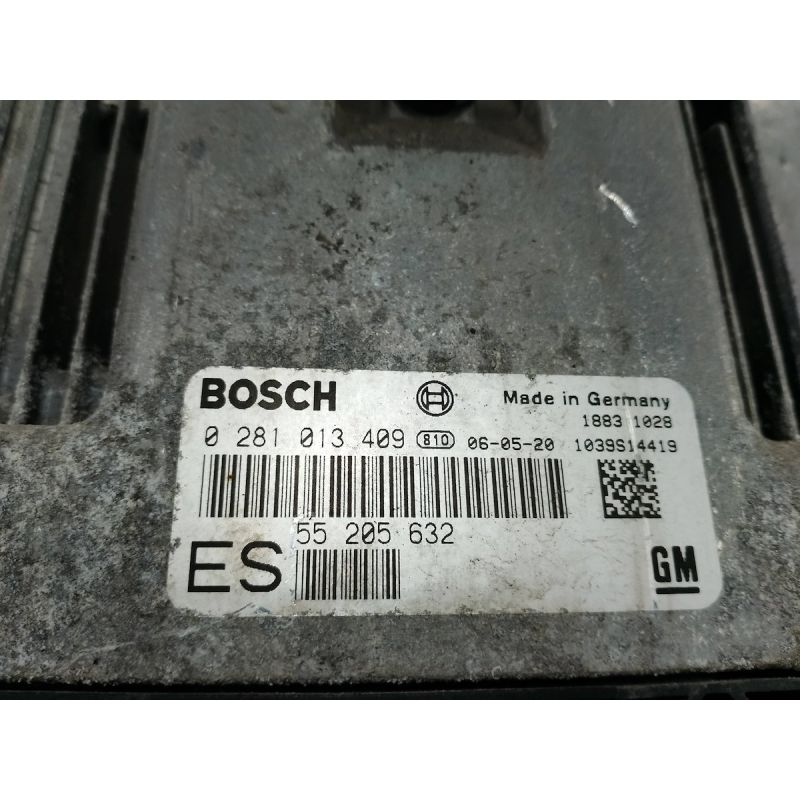 BOSCH Made in Germany
1883 1028
0 281 013 409 810 06-05-20 1039S14419
ES 55 205 632
GM